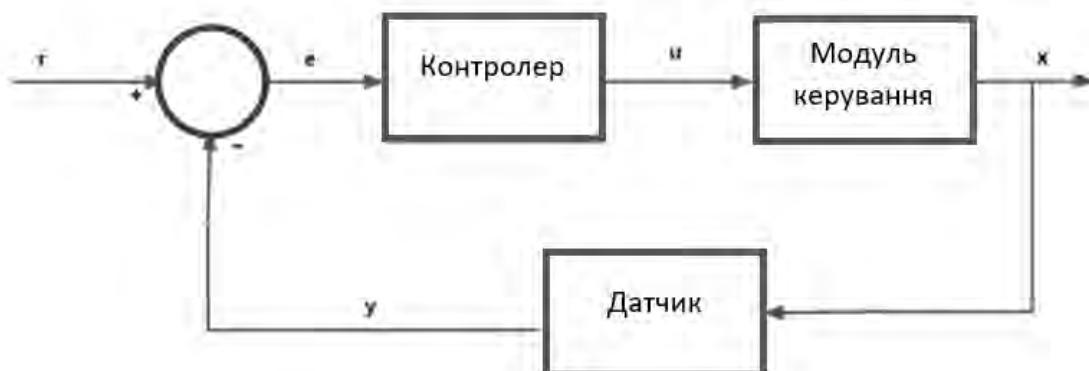 r
+
-
e
Контролер
u
Модуль
керування
x
Датчик
y